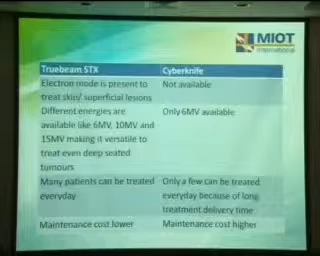 MIOT
International
Truebeam STX Cyberknife
Electron mode is present to Not available
treat skin/ superficial lesions
Different energies are Only 6MV available
available like 6MV, 10MV and
15MV making it versatile to
treat even deep seated
tumours
Many patients can be treated Only a few can be treated
everyday everyday because of long
treatment delivery time
Maintenance cost lower Maintenance cost higher